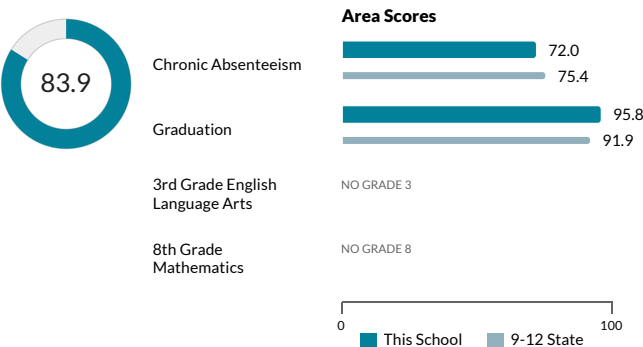 Area Scores
83.9
Chronic Absenteeism
72.0
75.4
Graduation
95.8
91.9
3rd Grade English
Language Arts
NO GRADE 3
8th Grade
Mathematics
NO GRADE 8
0
100
This School
9-12 State